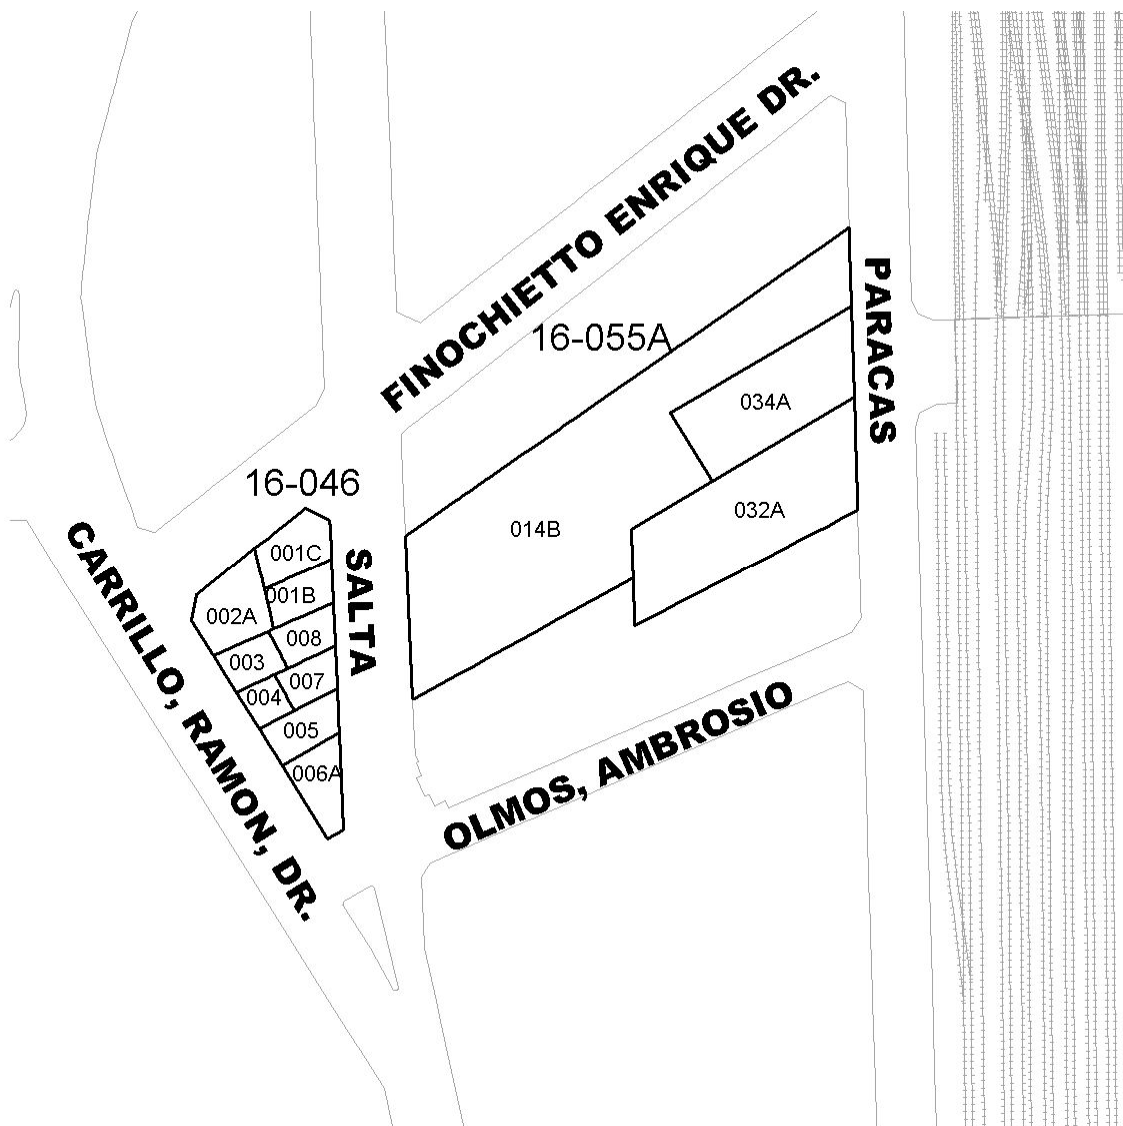 FINOCHIETTO ENRIQUE DR.
PARACAS
16-055A
034A
032A
014B
16-046
SALTA
CARRILLO, RAMON, DR.
001C
001B
002A
008
003
007
004
005
006A
OLMOS, AMBROSIO